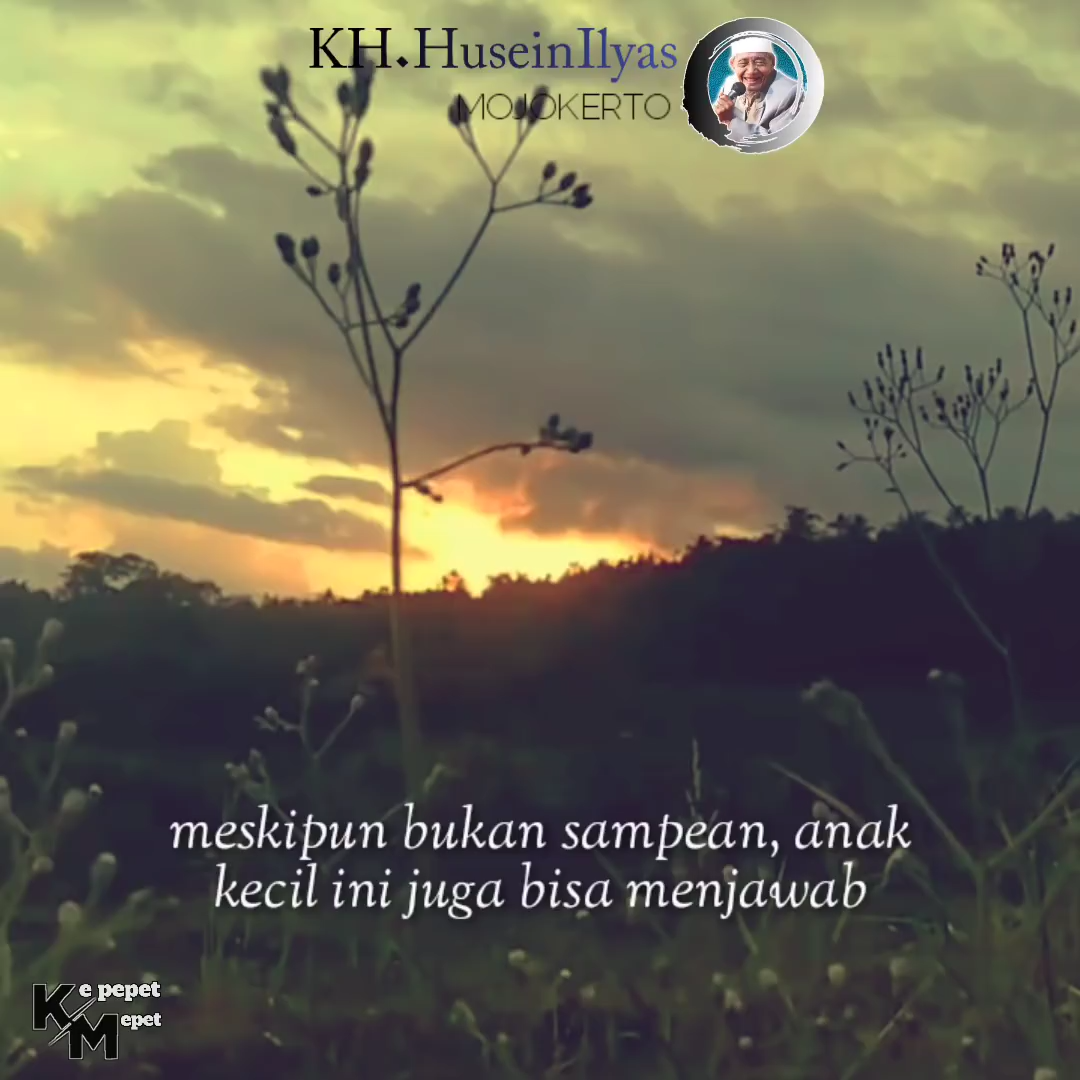 KH.HuseinIlyas
MOJOKERTO
meskipun bukan sampean, anak
kecil ini juga bisa menjawab
Ke pepet
Mepet